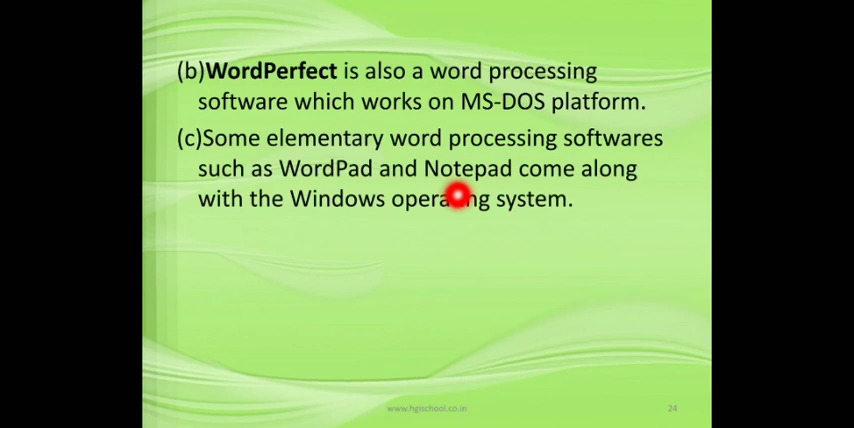 (b)WordPerfect is also a word processing
software which works on MS-DOS platform.
(c)Some elementary word processing softwares
such as WordPad and Notepad come along
with the Windows operating system.
www.hgischool.co.in
24